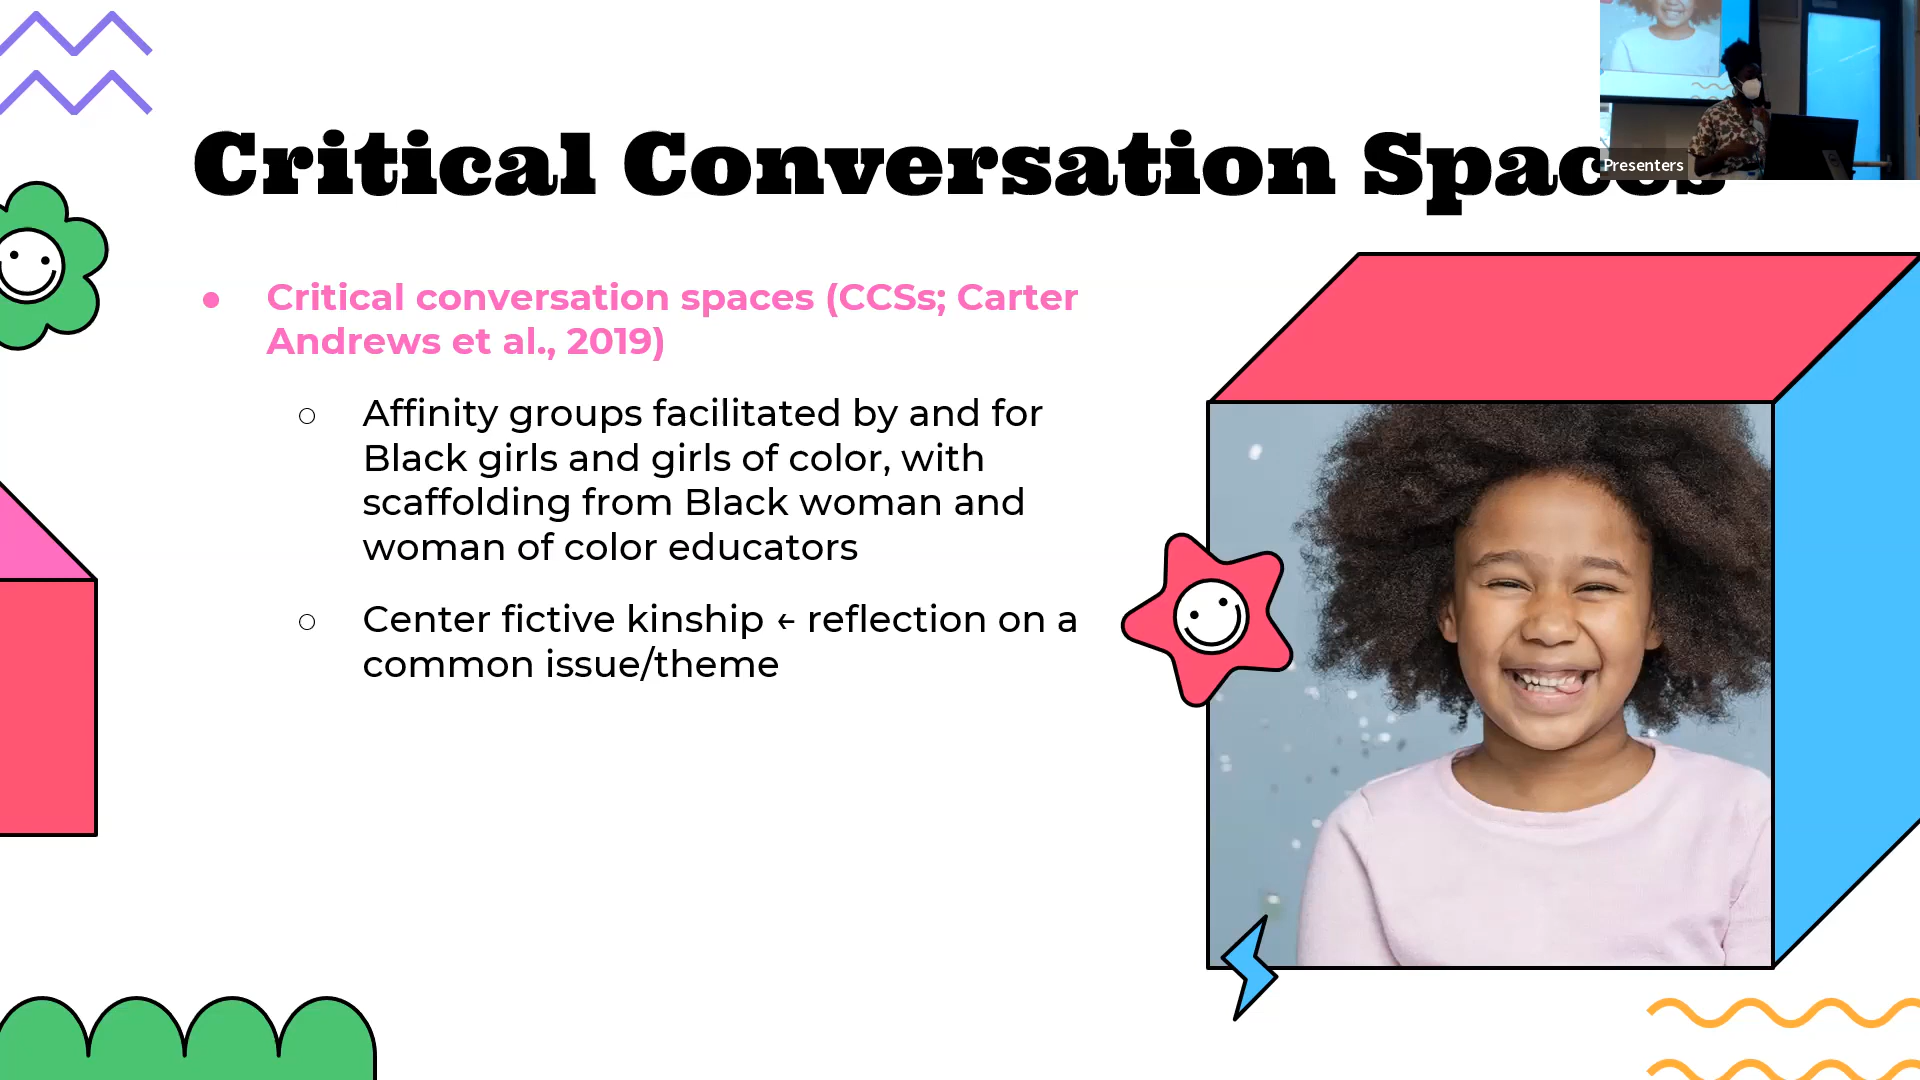 Critical Conversation Spaces
Presenters
● Critical conversation spaces (CCSs; Carter
Andrews et al., 2019)
○ Affinity groups facilitated by and for
Black girls and girls of color, with
scaffolding from Black woman and
woman of color educators
○ Center fictive kinship ← reflection on a
common issue/theme